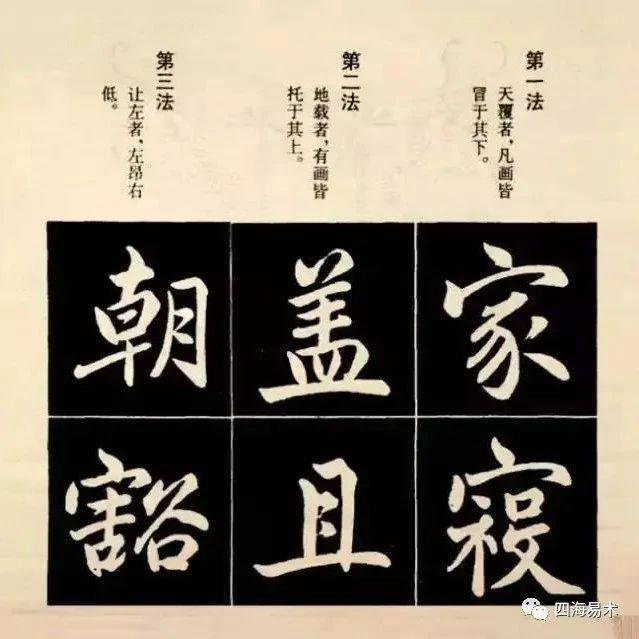 第一法
天覆者，凡画皆
冒于其下。
家
第二法
地载者，有画皆
托于其上。
盖
且
第三法
让左者，左昂右
低。
朝
豁
四海易术